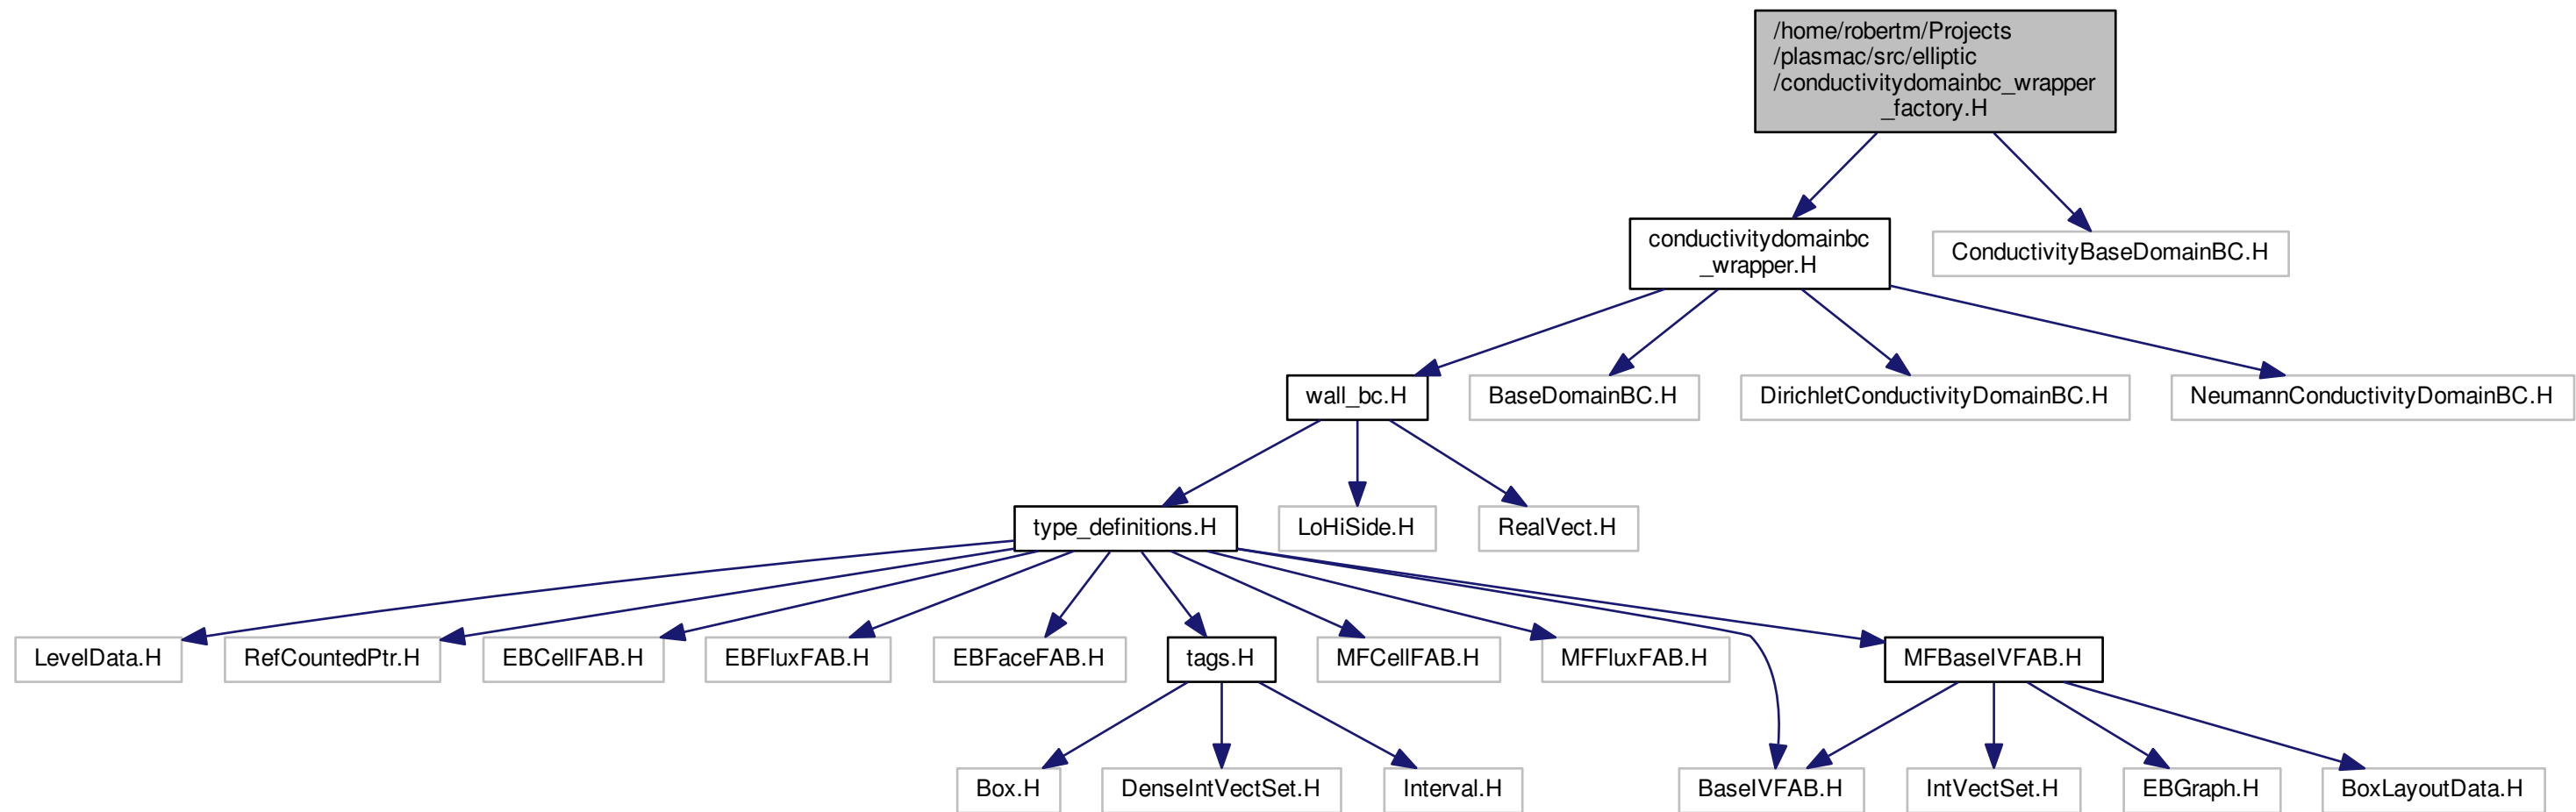 /home/robertm/Projects
/plasmac/src/elliptic
/conductivitydomainbc_wrapper
_factory.H
conductivitydomainbc
_wrapper.H
ConductivityBaseDomainBC.H
wall_bc.H
BaseDomainBC.H
DirichletConductivityDomainBC.H
NeumannConductivityDomainBC.H
type_definitions.H
LoHiSide.H
RealVect.H
LevelData.H
RefCountedPtr.H
EBCellFAB.H
EBFluxFAB.H
EBFaceFAB.H
tags.H
MFCellFAB.H
MFFluxFAB.H
MFBaseIVFAB.H
Box.H
DenseIntVectSet.H
Interval.H
BaseIVFAB.H
IntVectSet.H
EBGraph.H
BoxLayoutData.H